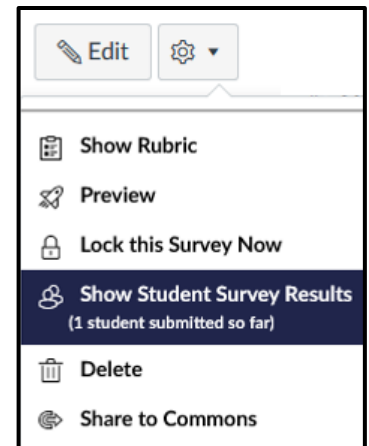 Edit
Show Rubric
Preview
Lock this Survey Now
Show Student Survey Results
(1 student submitted so far)
Delete
Share to Commons